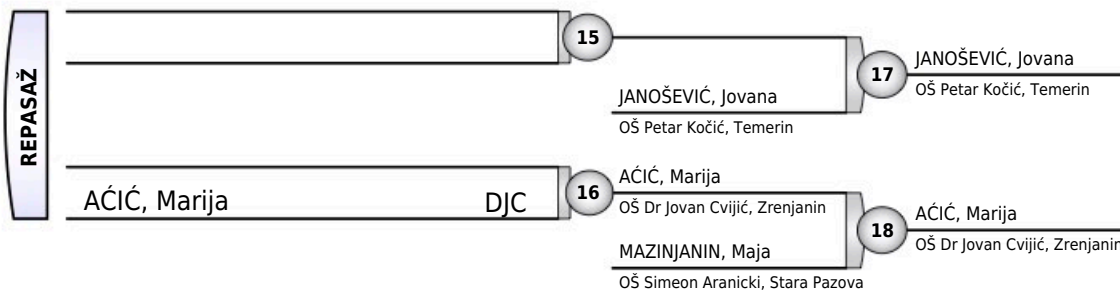 REPASAŽ
15
JANOŠEVIĆ, Jovana
OŠ Petar Kočić, Temerin
17
JANOŠEVIĆ, Jovana
OŠ Petar Kočić, Temerin
AĆIĆ, Marija DJC
16
AĆIĆ, Marija
OŠ Dr Jovan Cvijić, Zrenjanin
MAZINJANIN, Maja
OŠ Simeon Aranicki, Stara Pazova
18
AĆIĆ, Marija
OŠ Dr Jovan Cvijić, Zrenjanin